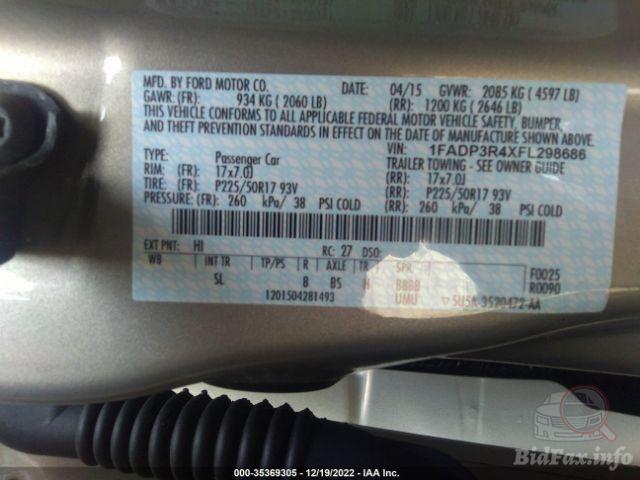 MFD. BY FORD MOTOR CO. DATE: 04/15 GVWR: 2085 KG ( 4597 LB)
GAWR: (FR): 934 KG ( 2060 LB) (RR): 1200 KG ( 2646 LB)
THIS VEHICLE CONFORMS TO ALL APPLICABLE FEDERAL MOTOR VEHICLE SAFETY, BUMPER,
AND THEFT PREVENTION STANDARDS IN EFFECT ON THE DATE OF MANUFACTURE SHOWN ABOVE.
VIN: 1FADP3R4XFL298686
TYPE: Passenger Car TRAILER TOWING - SEE OWNER GUIDE
RIM: (FR): 17x7.0J (RR): 17x7.0J
TIRE: (FR): P225/50R17 93V (RR): P225/50R17 93V
PRESSURE: (FR): 260 kPa/ 38 PSI COLD (RR): 260 kPa/ 38 PSI COLD
EXT PNT: HI RC: 27 DSO:
WB INT TR TP/PS R AXLE TR SPR F0025
SL 8 BS H BBBB R0090
1201504281493 UMU ▽5U5A-3520472-AA
BidFax.info
000-35369305 - 12/19/2022 - IAA Inc.